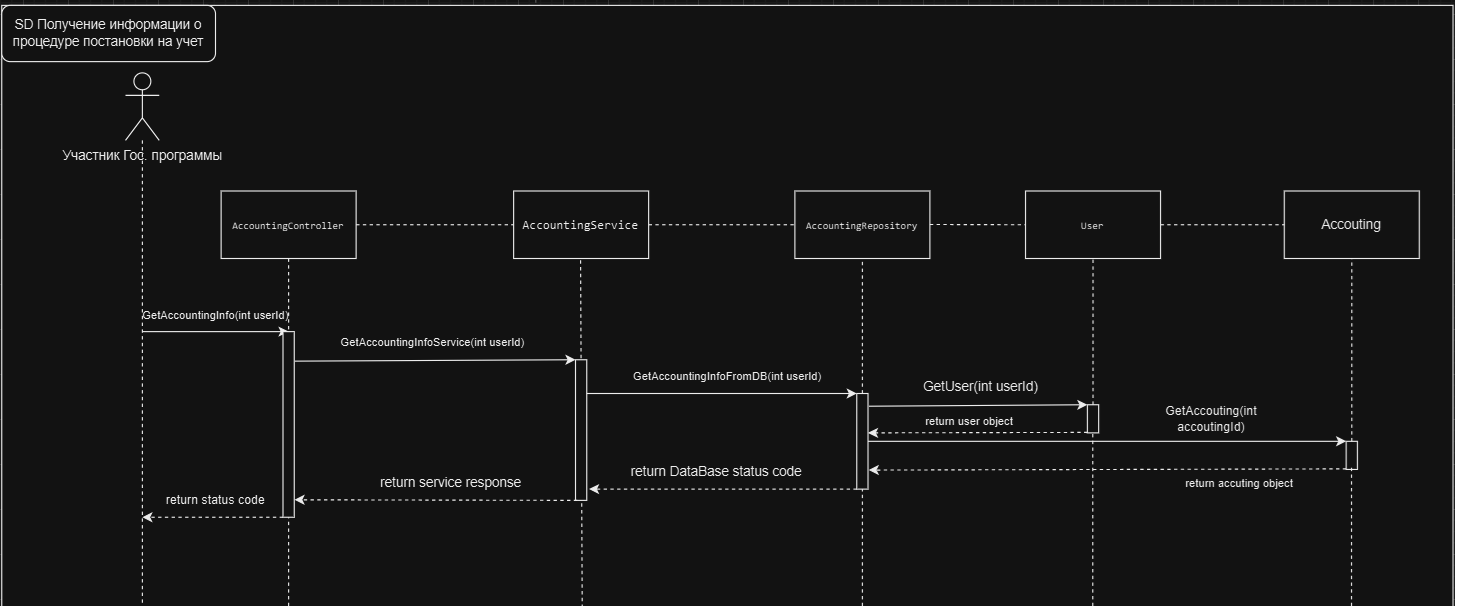 SD Получение информации о
процедуре постановки на учет
Участник Гос. программы
AccountingController
AccountingService
AccountingRepository
User
Accouting
GetAccountingInfo(int userId)
GetAccountingInfoService(int userId)
GetAccountingInfoFromDB(int userId)
GetUser(int userId)
return user object
GetAccouting(int
accoutingId)
return DataBase status code
return service response
return accuting object
return status code